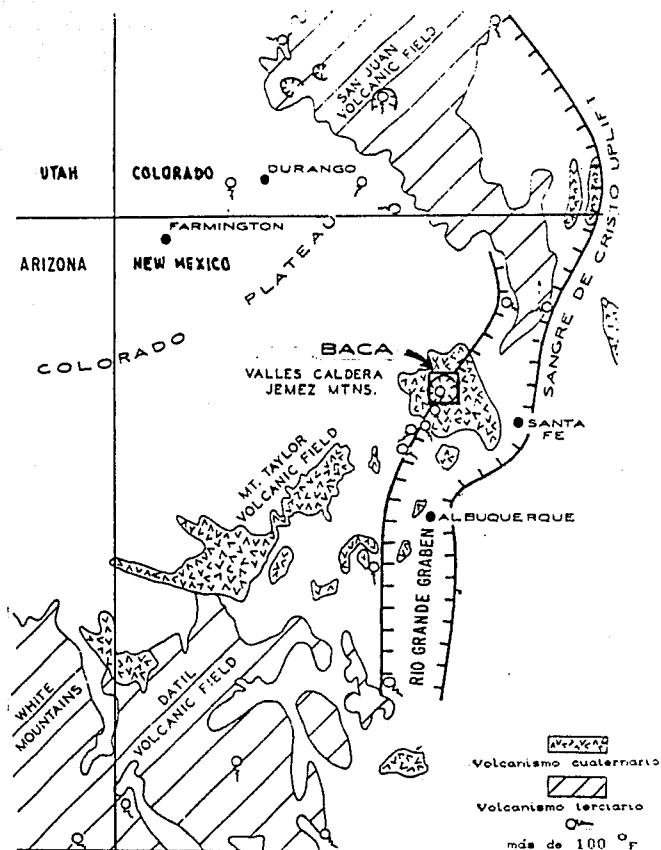 SAN JUAN
VOLCANIC FIELD
SANGRE DE CRISTO UPLIFT
UTAH
COLORADO
DURANGO
FARMINGTON
ARIZONA
NEW MEXICO
COLORADO PLATEAU
BACA
VALLES CALDERA
JEMEZ MTNS.
SANTA
FE
MT. TAYLOR
VOLCANIC FIELD
ALBUQUERQUE
RIO GRANDE GRABEN
WHITE
MOUNTAINS
DATIL
VOLCANIC FIELD
Volcanismo cuaternario
Volcanismo terciario
más de 100 °F